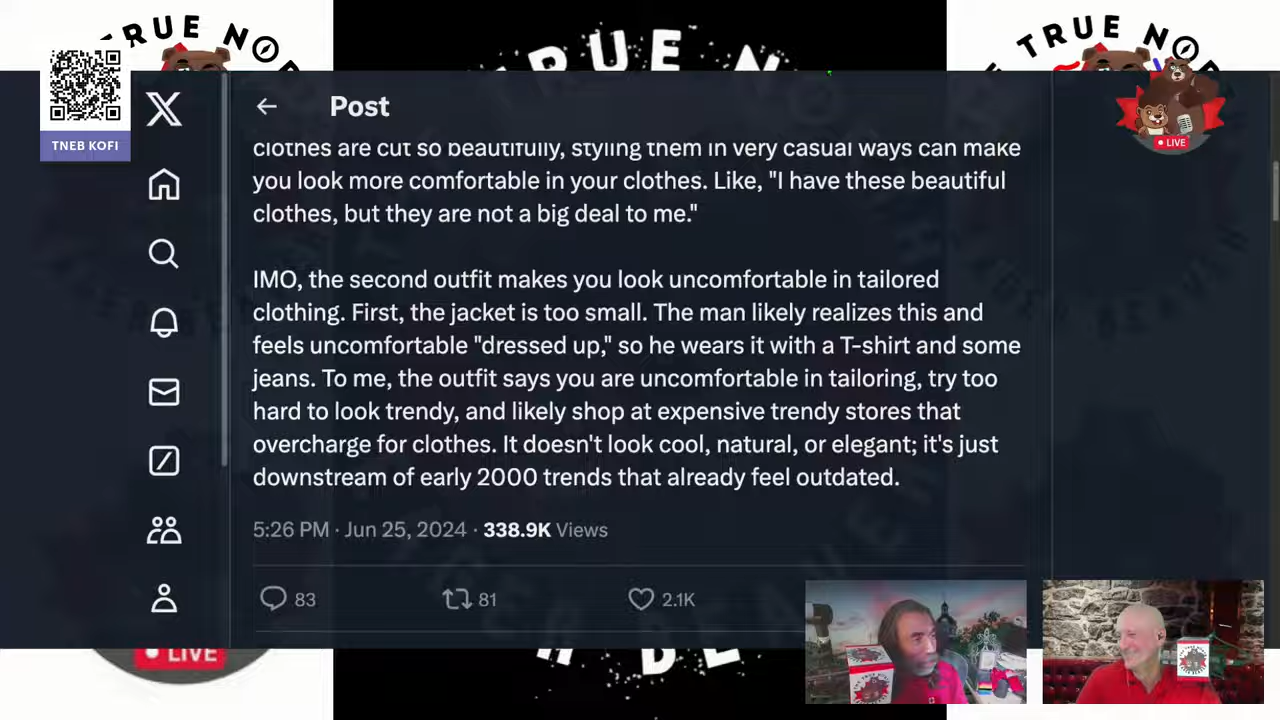 TRUE NO
TRUE NO
TRUE NO
TNEB KOFI
LIVE
Post
clothes are cut so beautifully, styling them in very casual ways can make
you look more comfortable in your clothes. Like, "I have these beautiful
clothes, but they are not a big deal to me."
IMO, the second outfit makes you look uncomfortable in tailored
clothing. First, the jacket is too small. The man likely realizes this and
feels uncomfortable "dressed up," so he wears it with a T-shirt and some
jeans. To me, the outfit says you are uncomfortable in tailoring, try too
hard to look trendy, and likely shop at expensive trendy stores that
overcharge for clothes. It doesn't look cool, natural, or elegant; it's just
downstream of early 2000 trends that already feel outdated.
5:26 PM · Jun 25, 2024 · 338.9K Views
83 81 2.1K
LIVE